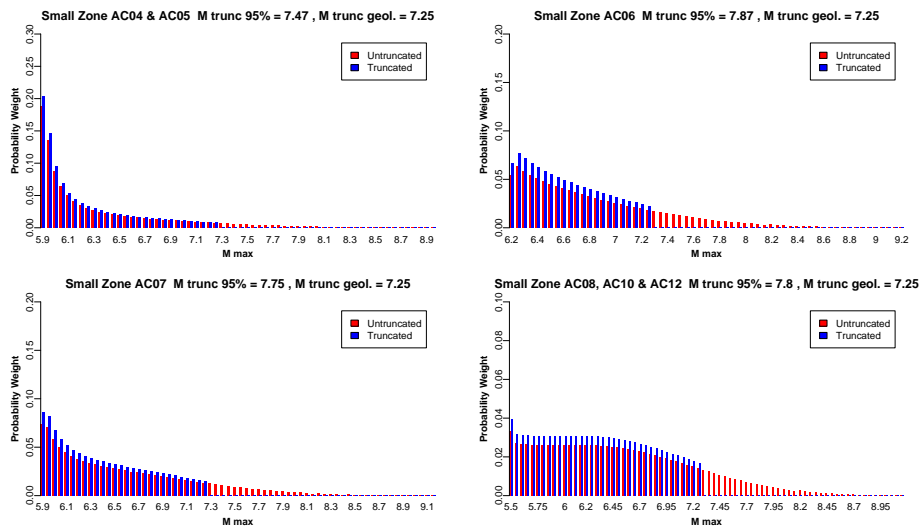 Small Zone AC04 & AC05 M trunc 95% = 7.47 , M trunc geol. = 7.25
Probability Weight
0.00 0.05 0.10 0.15 0.20 0.25 0.30
Untruncated
Truncated
5.9 6.1 6.3 6.5 6.7 6.9 7.1 7.3 7.5 7.7 7.9 8.1 8.3 8.5 8.7 8.9
M max
Small Zone AC06 M trunc 95% = 7.87 , M trunc geol. = 7.25
Probability Weight
0.00 0.05 0.10 0.15 0.20
Untruncated
Truncated
6.2 6.4 6.6 6.8 7 7.2 7.4 7.6 7.8 8 8.2 8.4 8.6 8.8 9 9.2
M max
Small Zone AC07 M trunc 95% = 7.75 , M trunc geol. = 7.25
Probability Weight
0.00 0.05 0.10 0.15 0.20
Untruncated
Truncated
5.9 6.1 6.3 6.5 6.7 6.9 7.1 7.3 7.5 7.7 7.9 8.1 8.3 8.5 8.7 8.9 9.1
M max
Small Zone AC08, AC10 & AC12 M trunc 95% = 7.8 , M trunc geol. = 7.25
Probability Weight
0.00 0.02 0.04 0.06 0.08 0.10
Untruncated
Truncated
5.5 5.75 6 6.2 6.45 6.7 6.95 7.2 7.45 7.7 7.95 8.2 8.45 8.7 8.95
M max